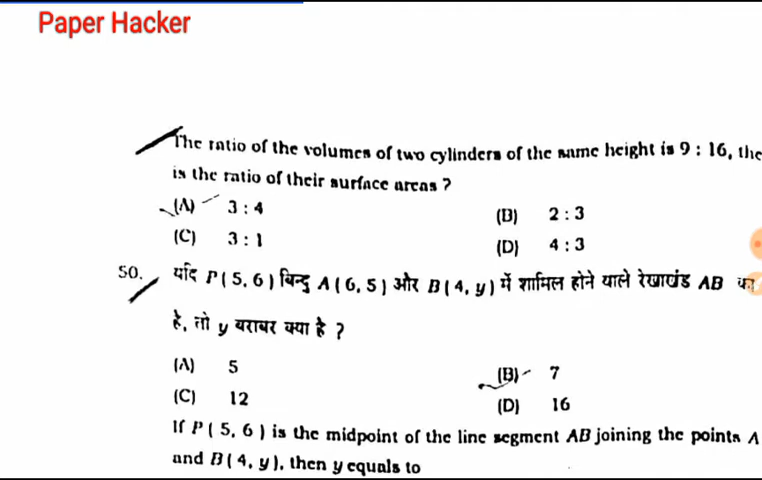 Paper Hacker
The ratio of the volumes of two cylinders of the same height is 9 : 16, the
is the ratio of their surface areas ?
(A) 3 : 4
(B) 2 : 3
(C) 3 : 1
(D) 4 : 3
50. यदि P ( 5, 6 ) बिन्दु A ( 6, 5 ) और B ( 4, y ) में शामिल होने वाले रेखाखंड AB का
है, तो y बराबर क्या है ?
(A) 5
(B) 7
(C) 12
(D) 16
If P ( 5, 6 ) is the midpoint of the line segment AB joining the points A
and B ( 4, y ), then y equals to